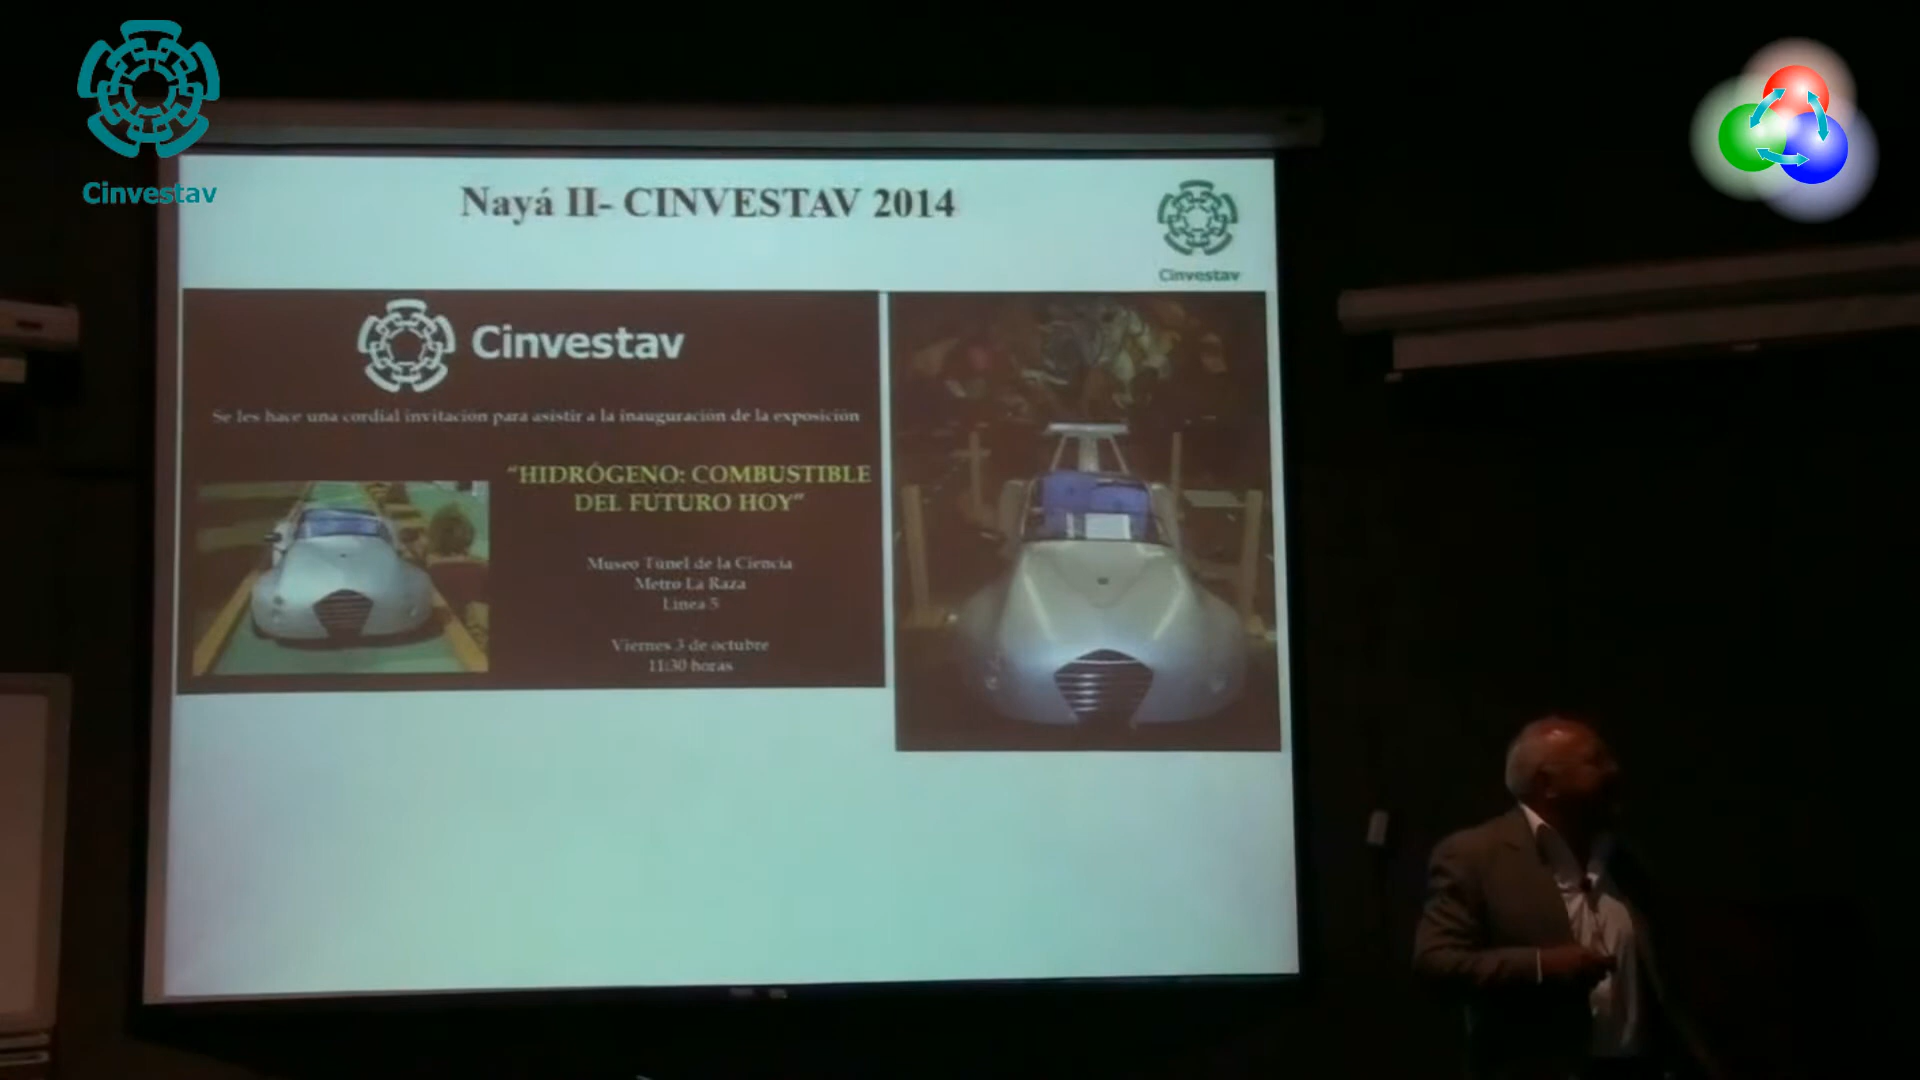 Cinvestav
Nayá II- CINVESTAV 2014
Cinvestav
Cinvestav
Se les hace una cordial invitación para asistir a la inauguración de la exposición
“HIDRÓGENO: COMBUSTIBLE
DEL FUTURO HOY”
Museo Túnel de la Ciencia
Metro La Raza
Línea 5
Viernes 3 de octubre
11:30 horas